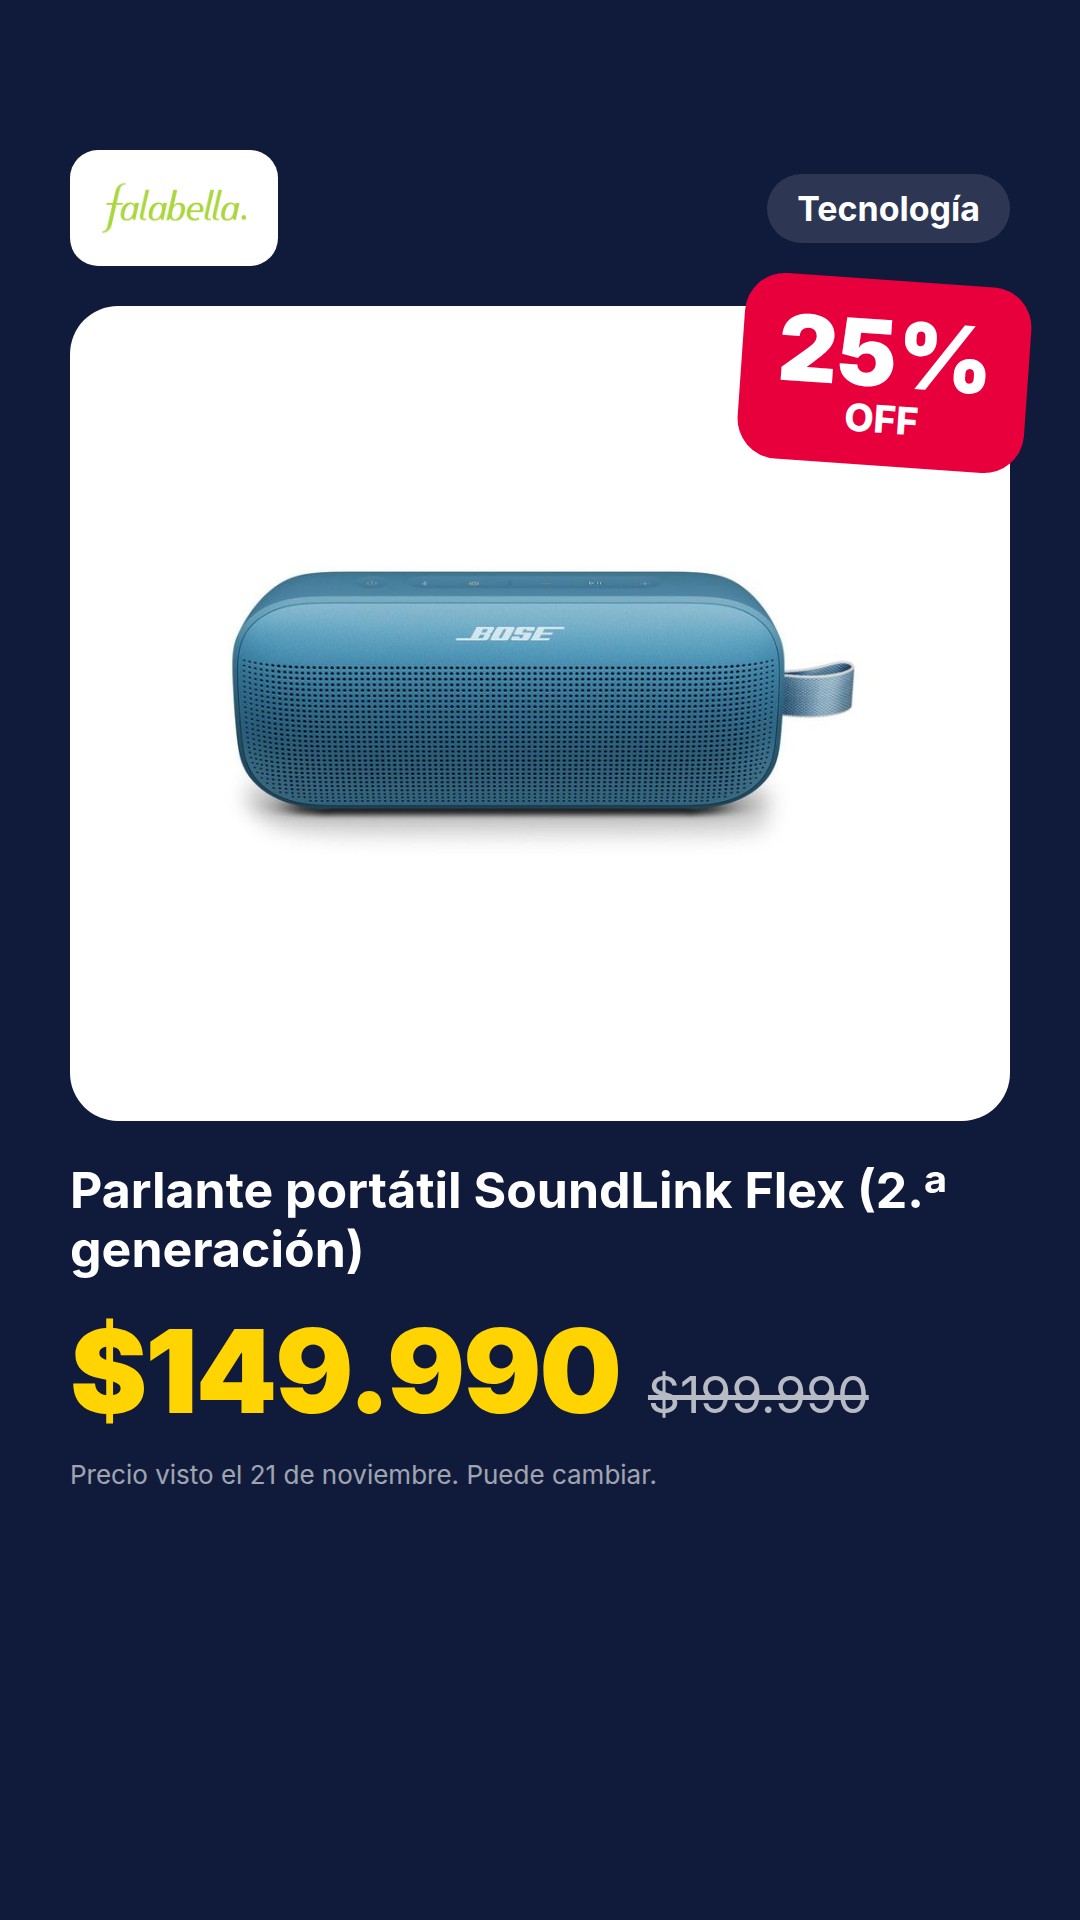 falabella.
Tecnología
25%
OFF
BOSE
Parlante portátil SoundLink Flex (2.ª
generación)
$149.990 $199.990
Precio visto el 21 de noviembre. Puede cambiar.